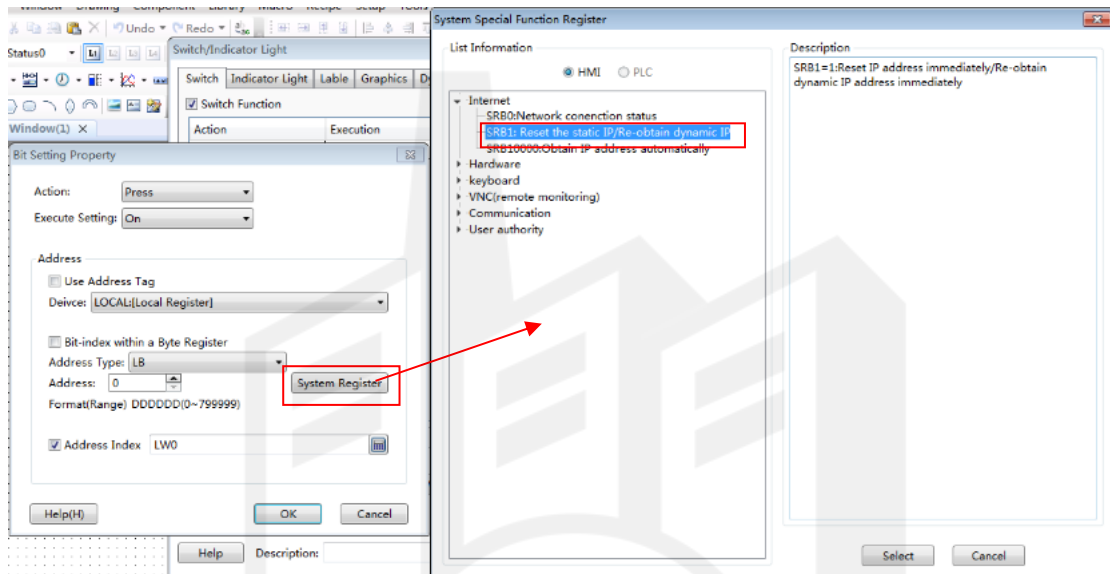 Window Drawing Component Library Macro Recipe Setup Tools
Undo Redo
Status0
Window(1)
Switch/Indicator Light
Switch Indicator Light Lable Graphics
Switch Function
Action Execution
Bit Setting Property
Action: Press
Execute Setting: On
Address
Use Address Tag
Deivce: LOCAL:[Local Register]
Bit-index within a Byte Register
Address Type: LB
Address: 0
System Register
Format(Range) DDDDDD(0~799999)
Address Index LW0
Help(H) OK Cancel
Help Description:
System Special Function Register
List Information
HMI PLC
Internet
SRB0:Network conenction status
SRB1: Reset the static IP/Re-obtain dynamic IP
SRB10000:Obtain IP address automatically
Hardware
keyboard
VNC(remote monitoring)
Communication
User authority
Description
SRB1=1:Reset IP address immediately/Re-obtain
dynamic IP address immediately
Select Cancel